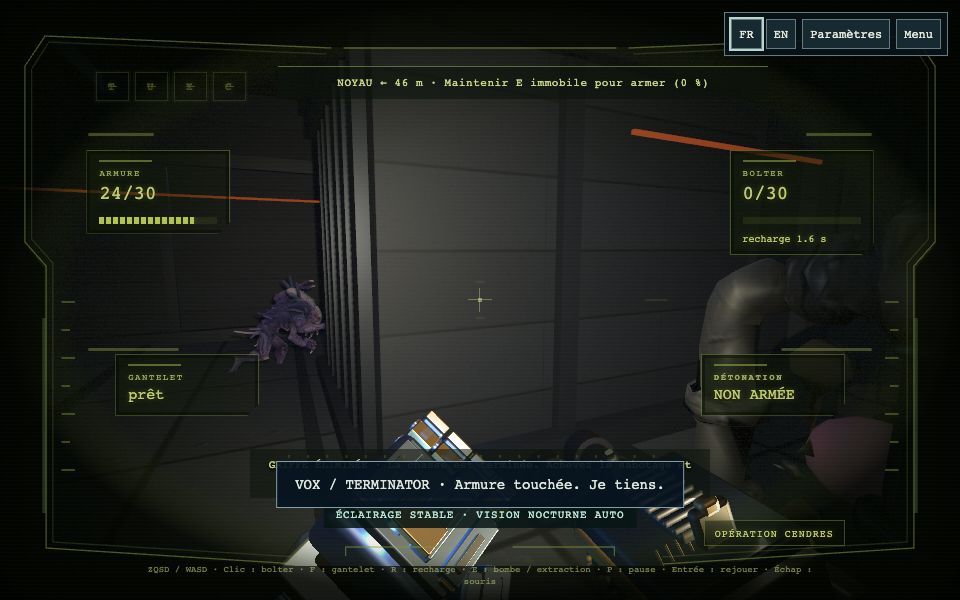 FR EN Paramètres Menu
NOYAU ← 46 m · Maintenir E immobile pour armer (0 %)
ARMURE
24/30
BOLTER
0/30
recharge 1.6 s
GANTELET
prêt
DÉTONATION
NON ARMÉE
VOX / TERMINATOR · Armure touchée. Je tiens.
ÉCLAIRAGE STABLE · VISION NOCTURNE AUTO
OPÉRATION CENDRES
ZQSD / WASD · Clic : bolter · F : gantelet · R : recharge · E : bombe / extraction · P : pause · Entrée : rejouer · Échap :
souris